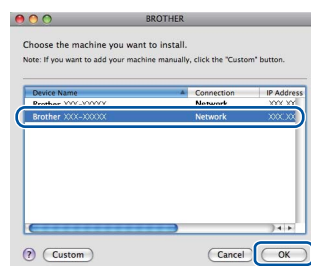 BROTHER
Choose the machine you want to install.
Note: If you want to add your machine manually, click the "Custom" button.
Device Name Connection IP Address
Brother XXX-XXXXX Network XXX.XX
Brother XXX-XXXXX Network XXX.XX
? Custom Cancel OK